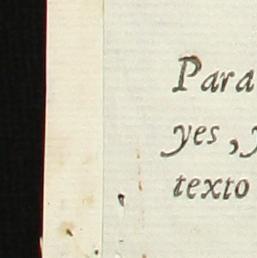 Para
yes, y
texto